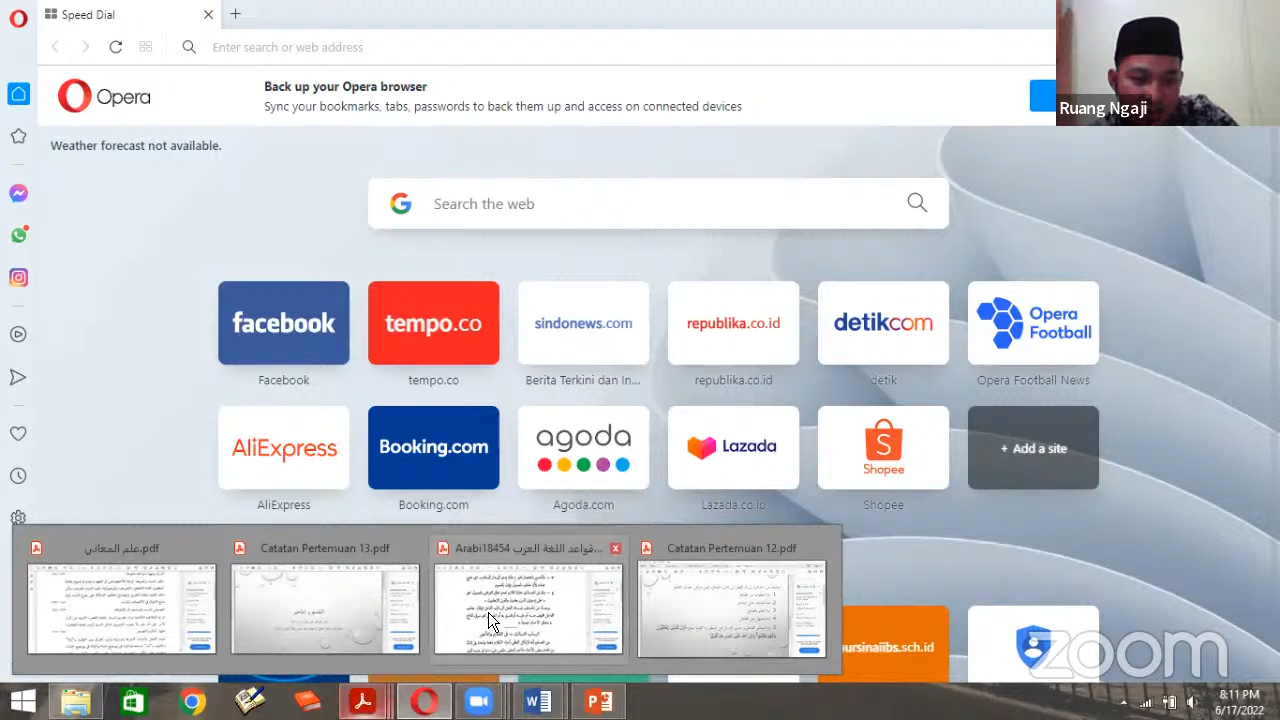 Speed Dial
Enter search or web address
Opera
Back up your Opera browser
Sync your bookmarks, tabs, passwords to back them up and access on connected devices
Ruang Ngaji
Weather forecast not available.
Search the web
facebook
tempo.co
sindonews.com
republika.co.id
detikcom
Opera Football
Facebook
tempo.co
Berita Terkini dan In...
republika.co.id
detik
Opera Football News
AliExpress
Booking.com
agoda
Lazada
Shopee
+ Add a site
AliExpress
Booking.com
Agoda.com
Lazada.co.id
Shopee
علم المعاني.pdf
Catatan Pertemuan 13.pdf
Arabi18454 قواعد اللغة العرب...
Catatan Pertemuan 12.pdf
ursinaiibs.sch.id
zoom
8:11 PM
6/17/2022